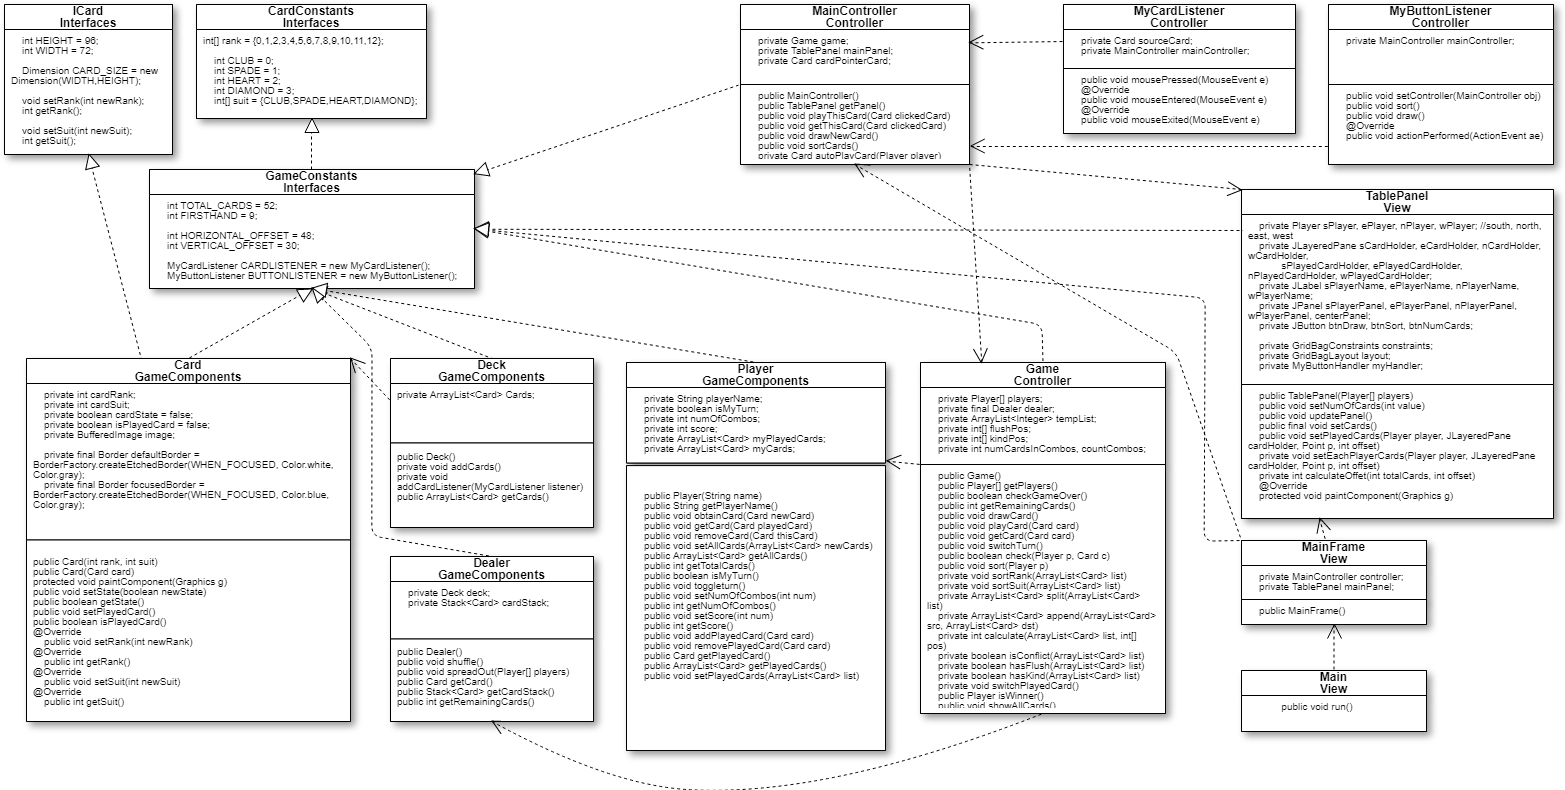 ICard
Interfaces
int HEIGHT = 96;
int WIDTH = 72;
Dimension CARD_SIZE = new
Dimension(WIDTH,HEIGHT);
void setRank(int newRank);
int getRank();
void setSuit(int newSuit);
int getSuit();
CardConstants
Interfaces
int[] rank = {0,1,2,3,4,5,6,7,8,9,10,11,12};
int CLUB = 0;
int SPADE = 1;
int HEART = 2;
int DIAMOND = 3;
int[] suit = {CLUB,SPADE,HEART,DIAMOND};
GameConstants
Interfaces
int TOTAL_CARDS = 52;
int FIRSTHAND = 9;
int HORIZONTAL_OFFSET = 48;
int VERTICAL_OFFSET = 30;
MyCardListener CARDLISTENER = new MyCardListener();
MyButtonListener BUTTONLISTENER = new MyButtonListener();
MainController
Controller
private Game game;
private TablePanel mainPanel;
private Card cardPointerCard;
public MainController()
public TablePanel getPanel()
public void playThisCard(Card clickedCard)
public void getThisCard(Card clickedCard)
public void drawNewCard()
public void sortCards()
private Card autoPlayCard(Player player)
MyCardListener
Controller
private Card sourceCard;
private MainController mainController;
public void mousePressed(MouseEvent e)
@Override
public void mouseEntered(MouseEvent e)
@Override
public void mouseExited(MouseEvent e)
MyButtonListener
Controller
private MainController mainController;
public void setController(MainController obj)
public void sort()
public void draw()
@Override
public void actionPerformed(ActionEvent ae)
TablePanel
View
private Player sPlayer, ePlayer, nPlayer, wPlayer; //south, north,
east, west
private JLayeredPane sCardHolder, eCardHolder, nCardHolder,
wCardHolder,
sPlayedCardHolder, ePlayedCardHolder,
nPlayedCardHolder, wPlayedCardHolder;
private JLabel sPlayerName, ePlayerName, nPlayerName,
wPlayerName;
private JPanel sPlayerPanel, ePlayerPanel, nPlayerPanel,
wPlayerPanel, centerPanel;
private JButton btnDraw, btnSort, btnNumCards;
private GridBagConstraints constraints;
private GridBagLayout layout;
private MyButtonHandler myHandler;
public TablePanel(Player[] players)
public void setNumOfCards(int value)
public void updatePanel()
public final void setCards()
public void setPlayedCards(Player player, JLayeredPane
cardHolder, Point p, int offset)
private void setEachPlayerCards(Player player, JLayeredPane
cardHolder, Point p, int offset)
private int calculateOffet(int totalCards, int offset)
@Override
protected void paintComponent(Graphics g)
Card
GameComponents
private int cardRank;
private int cardSuit;
private boolean cardState = false;
private boolean isPlayedCard = false;
private BufferedImage image;
private final Border defaultBorder =
BorderFactory.createEtchedBorder(WHEN_FOCUSED, Color.white,
Color.gray);
private final Border focusedBorder =
BorderFactory.createEtchedBorder(WHEN_FOCUSED, Color.blue,
Color.gray);
public Card(int rank, int suit)
public Card(Card card)
protected void paintComponent(Graphics g)
public void setState(boolean newState)
public boolean getState()
public void setPlayedCard()
public boolean isPlayedCard()
@Override
public void setRank(int newRank)
@Override
public int getRank()
@Override
public void setSuit(int newSuit)
@Override
public int getSuit()
Deck
GameComponents
private ArrayList<Card> Cards;
public Deck()
private void addCards()
private void
addCardListener(MyCardListener listener)
public ArrayList<Card> getCards()
Dealer
GameComponents
private Deck deck;
private Stack<Card> cardStack;
public Dealer()
public void shuffle()
public void spreadOut(Player[] players)
public Card getCard()
public Stack<Card> getCardStack()
public int getRemainingCards()
Player
GameComponents
private String playerName;
private boolean isMyTurn;
private int numOfCombos;
private int score;
private ArrayList<Card> myPlayedCards;
private ArrayList<Card> myCards;
public Player(String name)
public String getPlayerName()
public void obtainCard(Card newCard)
public void getCard(Card playedCard)
public void removeCard(Card thisCard)
public void setAllCards(ArrayList<Card> newCards)
public ArrayList<Card> getAllCards()
public int getTotalCards()
public boolean isMyTurn()
public void toggleturn()
public void setNumOfCombos(int num)
public int getNumOfCombos()
public void setScore(int num)
public int getScore()
public void addPlayedCard(Card card)
public void removePlayedCard(Card card)
public Card getPlayedCard()
public ArrayList<Card> getPlayedCards()
public void setPlayedCards(ArrayList<Card> list)
Game
Controller
private Player[] players;
private final Dealer dealer;
private ArrayList<Integer> tempList;
private int[] flushPos;
private int[] kindPos;
private int numCardsInCombos, countCombos;
public Game()
public Player[] getPlayers()
public boolean checkGameOver()
public int getRemainingCards()
public void drawCard()
public void playCard(Card card)
public void getCard(Card card)
public void switchTurn()
public boolean check(Player p, Card c)
public void sort(Player p)
private void sortRank(ArrayList<Card> list)
private void sortSuit(ArrayList<Card> list)
private ArrayList<Card> split(ArrayList<Card>
list)
private ArrayList<Card> append(ArrayList<Card>
src, ArrayList<Card> dst)
private int calculate(ArrayList<Card> list, int[]
pos)
private boolean isConflict(ArrayList<Card> list)
private boolean hasFlush(ArrayList<Card> list)
private boolean hasKind(ArrayList<Card> list)
private void switchPlayedCard()
public Player isWinner()
public void showAllCards()
MainFrame
View
private MainController controller;
private TablePanel mainPanel;
public MainFrame()
Main
View
public void run()